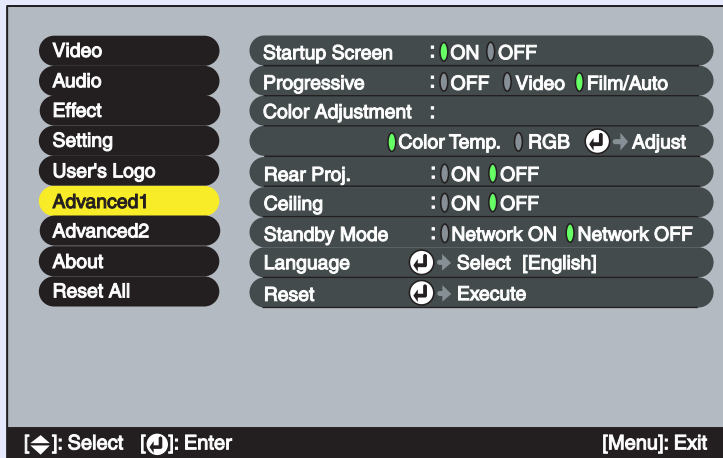 Video
Audio
Effect
Setting
User's Logo
Advanced1
Advanced2
About
Reset All
Startup Screen : ON OFF
Progressive : OFF Video Film/Auto
Color Adjustment :
Color Temp. RGB Adjust
Rear Proj. : ON OFF
Ceiling : ON OFF
Standby Mode : Network ON Network OFF
Language Select [English]
Reset Execute
[ ]: Select [ ]: Enter [Menu]: Exit